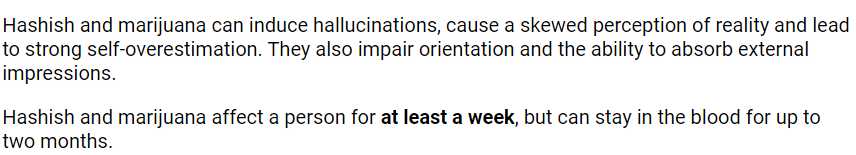 Hashish and marijuana can induce hallucinations, cause a skewed perception of reality and lead
to strong self-overestimation. They also impair orientation and the ability to absorb external
impressions.
Hashish and marijuana affect a person for at least a week, but can stay in the blood for up to
two months.